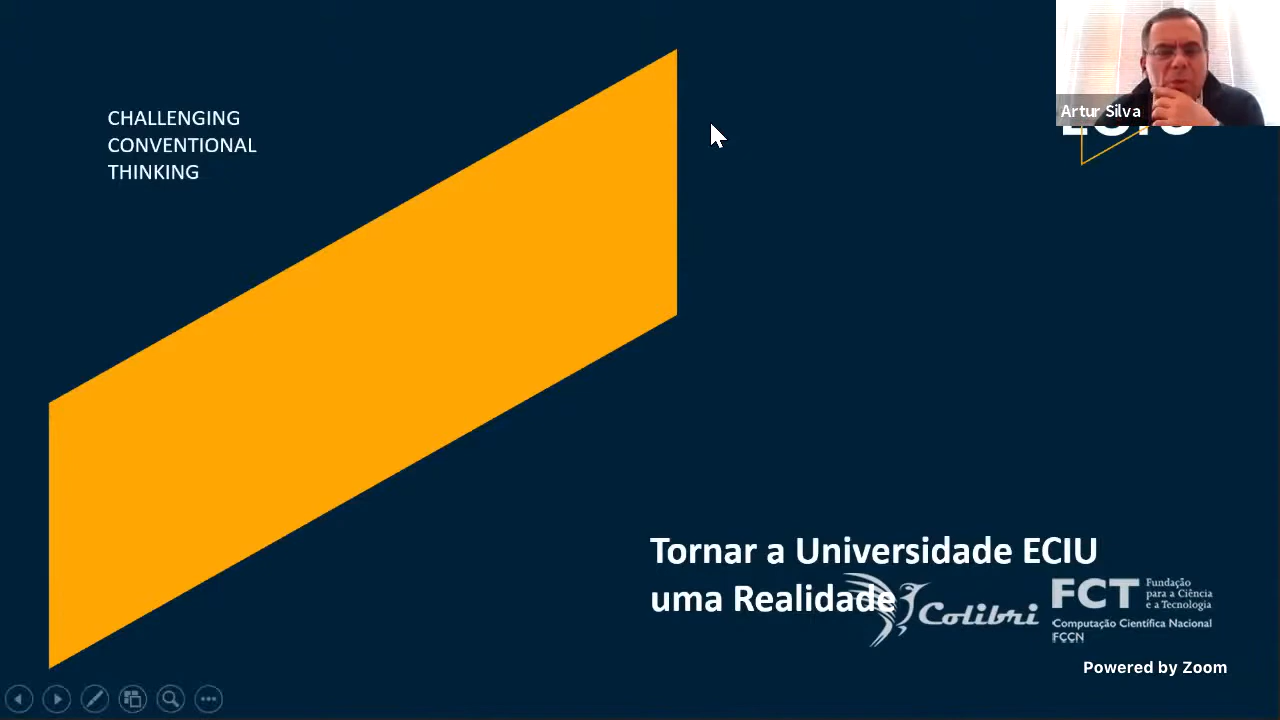 CHALLENGING
CONVENTIONAL
THINKING
Artur Silva
Tornar a Universidade ECIU
uma Realidade
Colibri
FCT
Fundação
para a Ciência
e a Tecnologia
Computação Científica Nacional
FCCN
Powered by Zoom